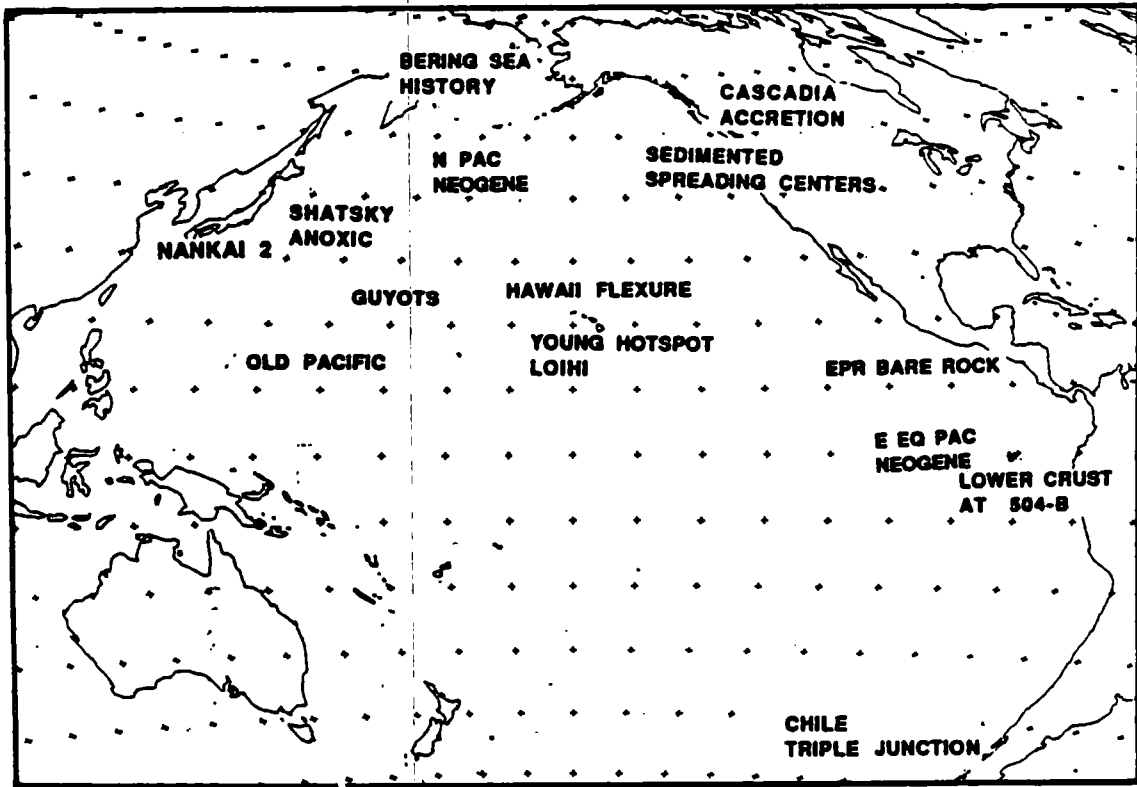 BERING SEA
HISTORY
CASCADIA
ACCRETION
N PAC
NEOGENE
SEDIMENTED
SPREADING CENTERS
SHATSKY
ANOXIC
NANKAI 2
GUYOTS
HAWAII FLEXURE
OLD PACIFIC
YOUNG HOTSPOT
LOIHI
EPR BARE ROCK
E EQ PAC
NEOGENE
LOWER CRUST
AT 504-B
CHILE
TRIPLE JUNCTION